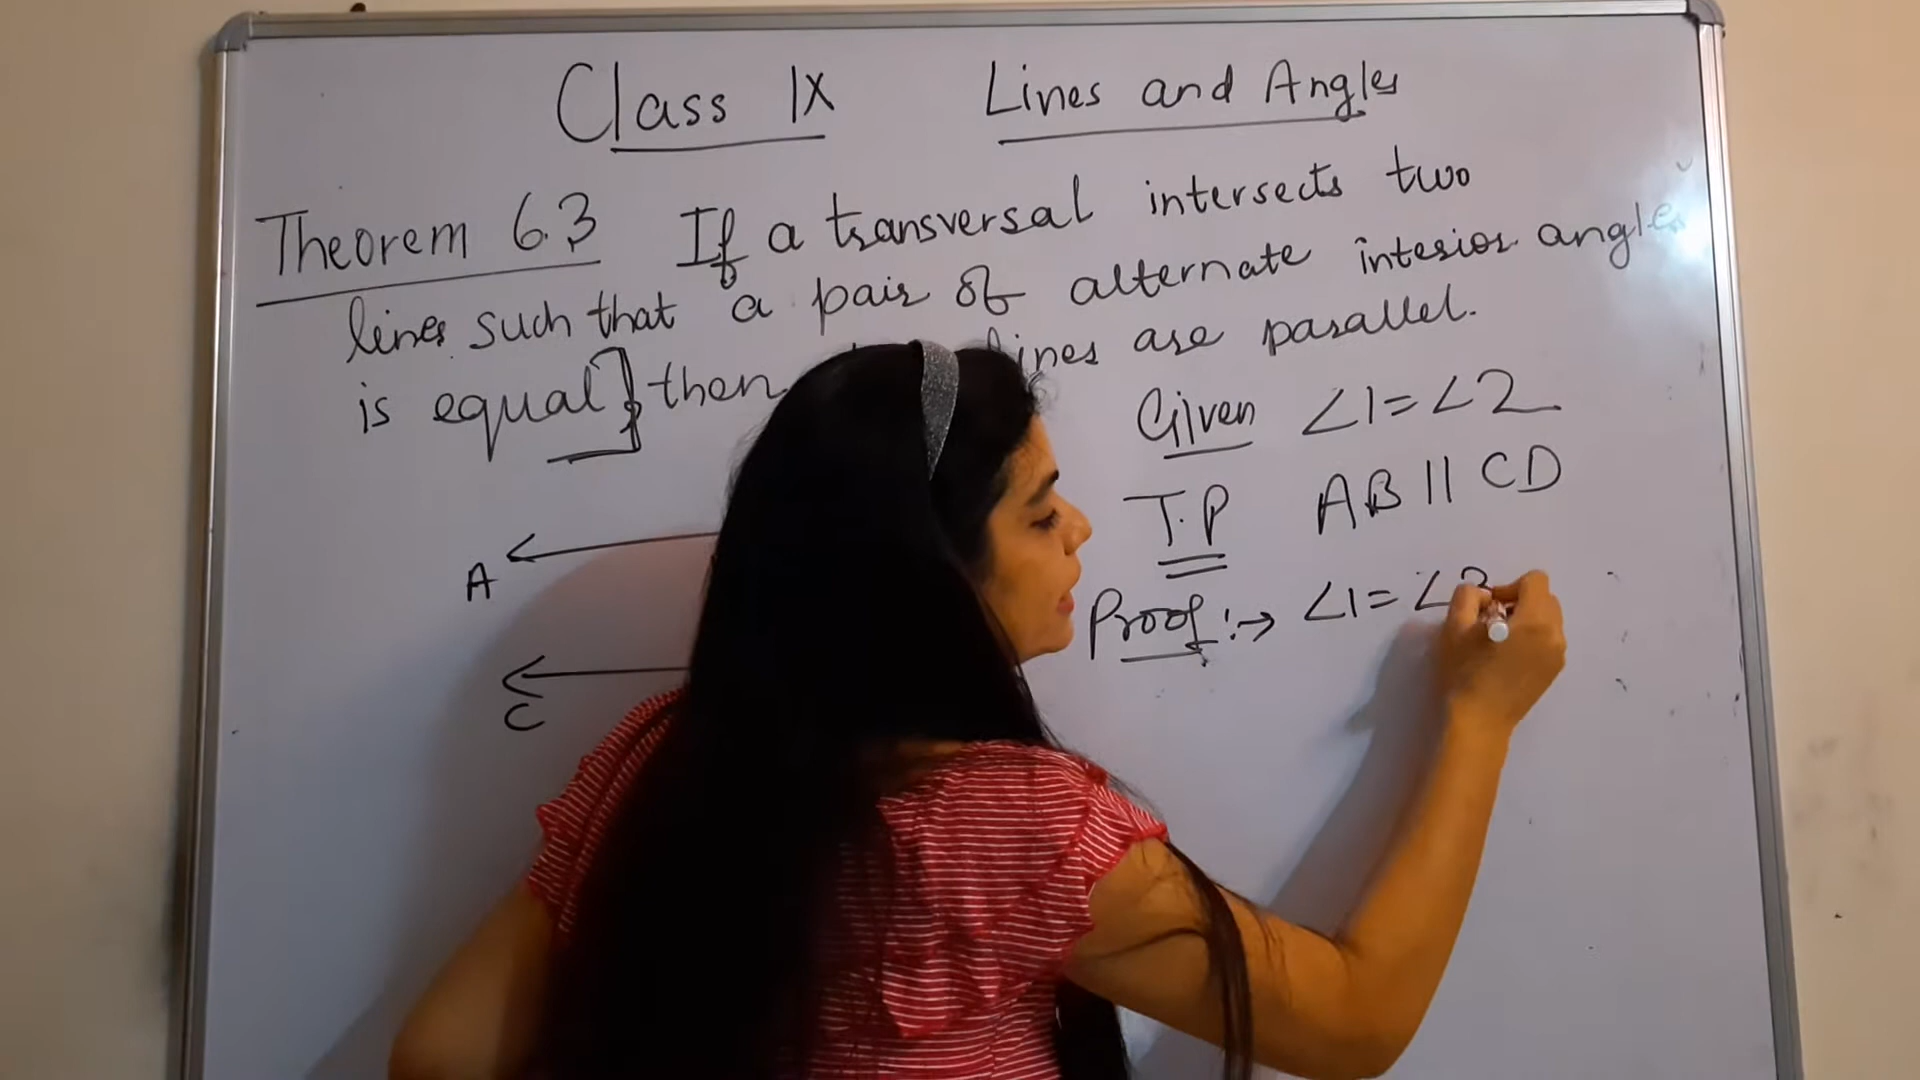 Class IX Lines and Angles
Theorem 6.3 If a transversal intersects two
lines such that a pair of alternate interior angles
is equal then lines are parallel.
Given ∠1=∠2
T.P AB || CD
A
Proof :→ ∠1= ∠
C